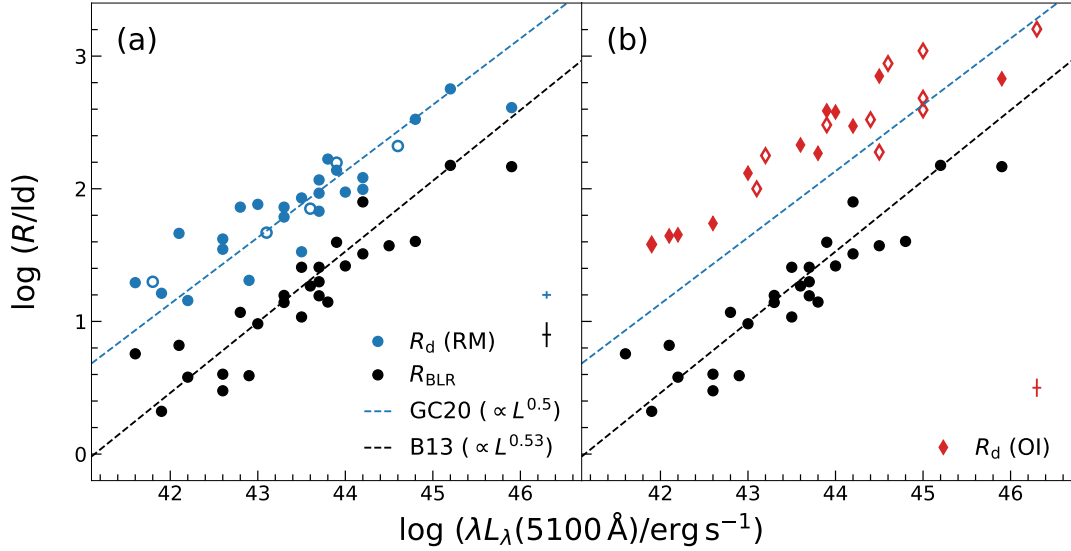 (a)
(b)
log (R/ld)
3
2
1
0
R_d (RM)
R_BLR
GC20 (∝ L^0.5)
B13 (∝ L^0.53)
R_d (OI)
42 43 44 45 46
42 43 44 45 46
log (λL_λ(5100 Å)/erg s^−1)